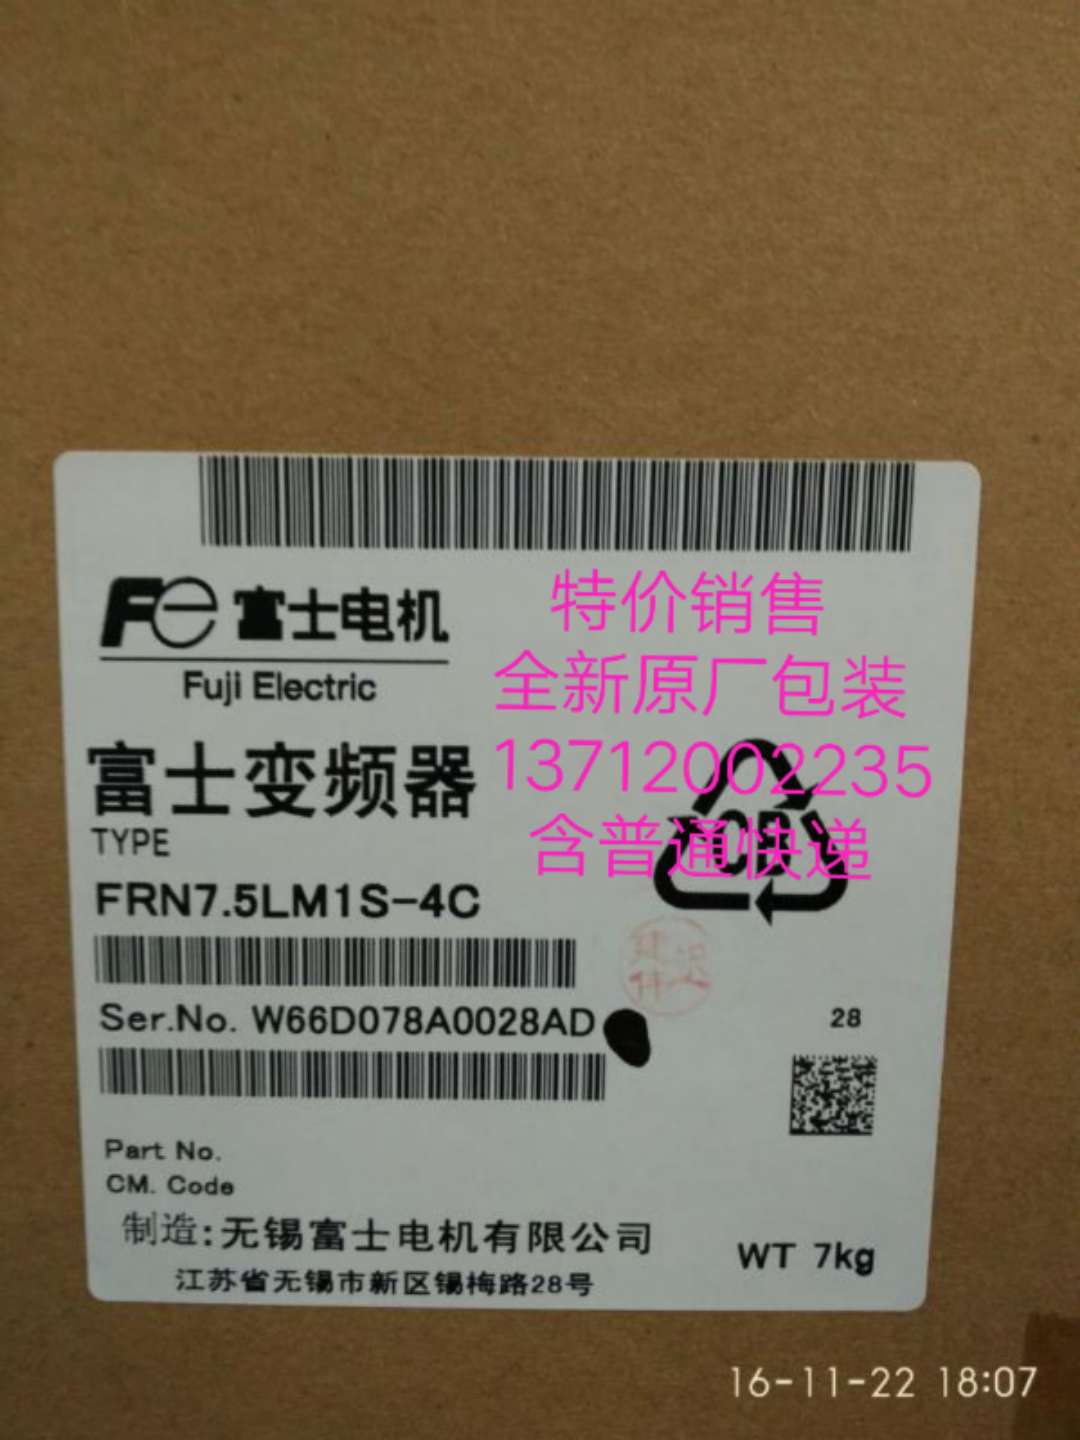 Fe 富士电机
Fuji Electric
特价销售
全新原厂包装
13712002235
含普通快递
富士变频器
TYPE
FRN7.5LM1S-4C
Ser.No. W66D078A0028AD
28
Part No.
CM. Code
制造:无锡富士电机有限公司
江苏省无锡市新区锡梅路28号
WT 7kg
16-11-22 18:07